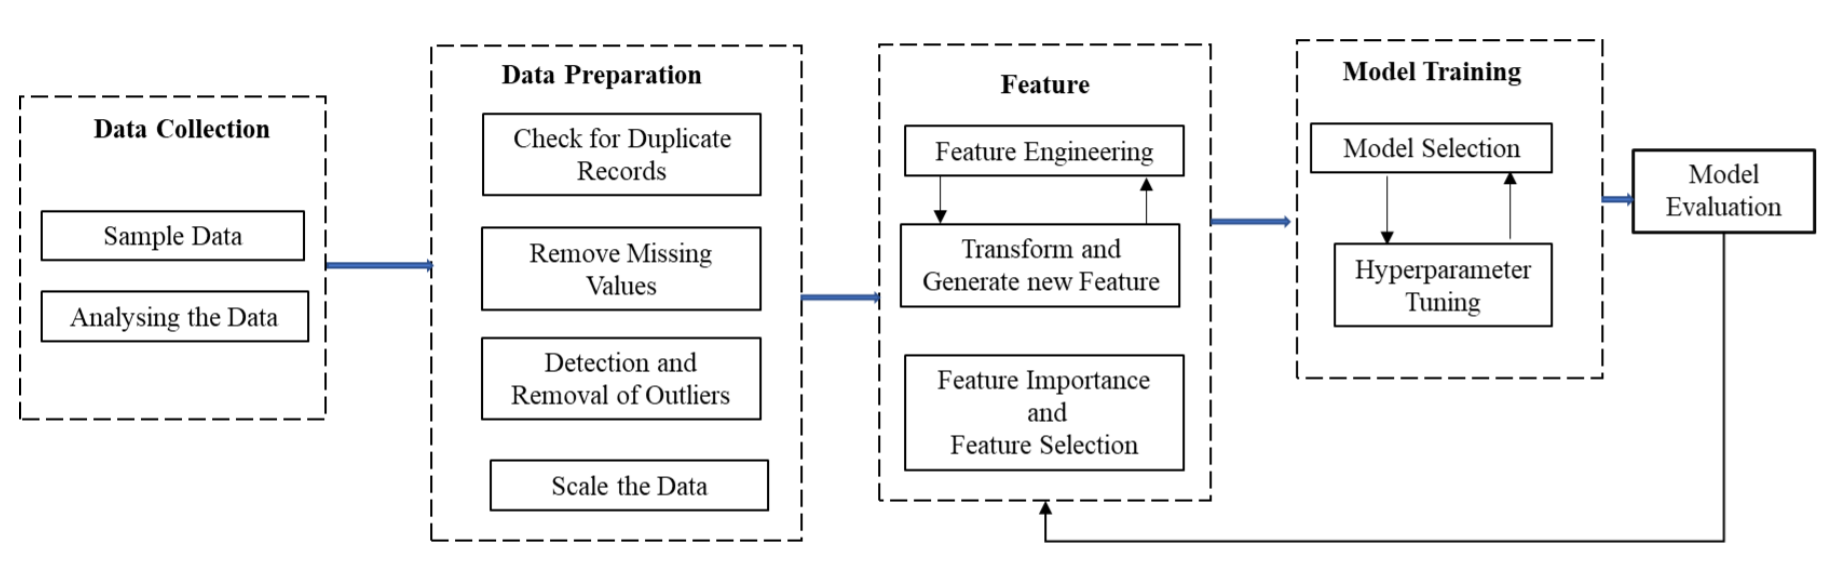 Data Collection
Sample Data
Analysing the Data
Data Preparation
Check for Duplicate
Records
Remove Missing
Values
Detection and
Removal of Outliers
Scale the Data
Feature
Feature Engineering
Transform and
Generate new Feature
Feature Importance
and
Feature Selection
Model Training
Model Selection
Hyperparameter
Tuning
Model
Evaluation